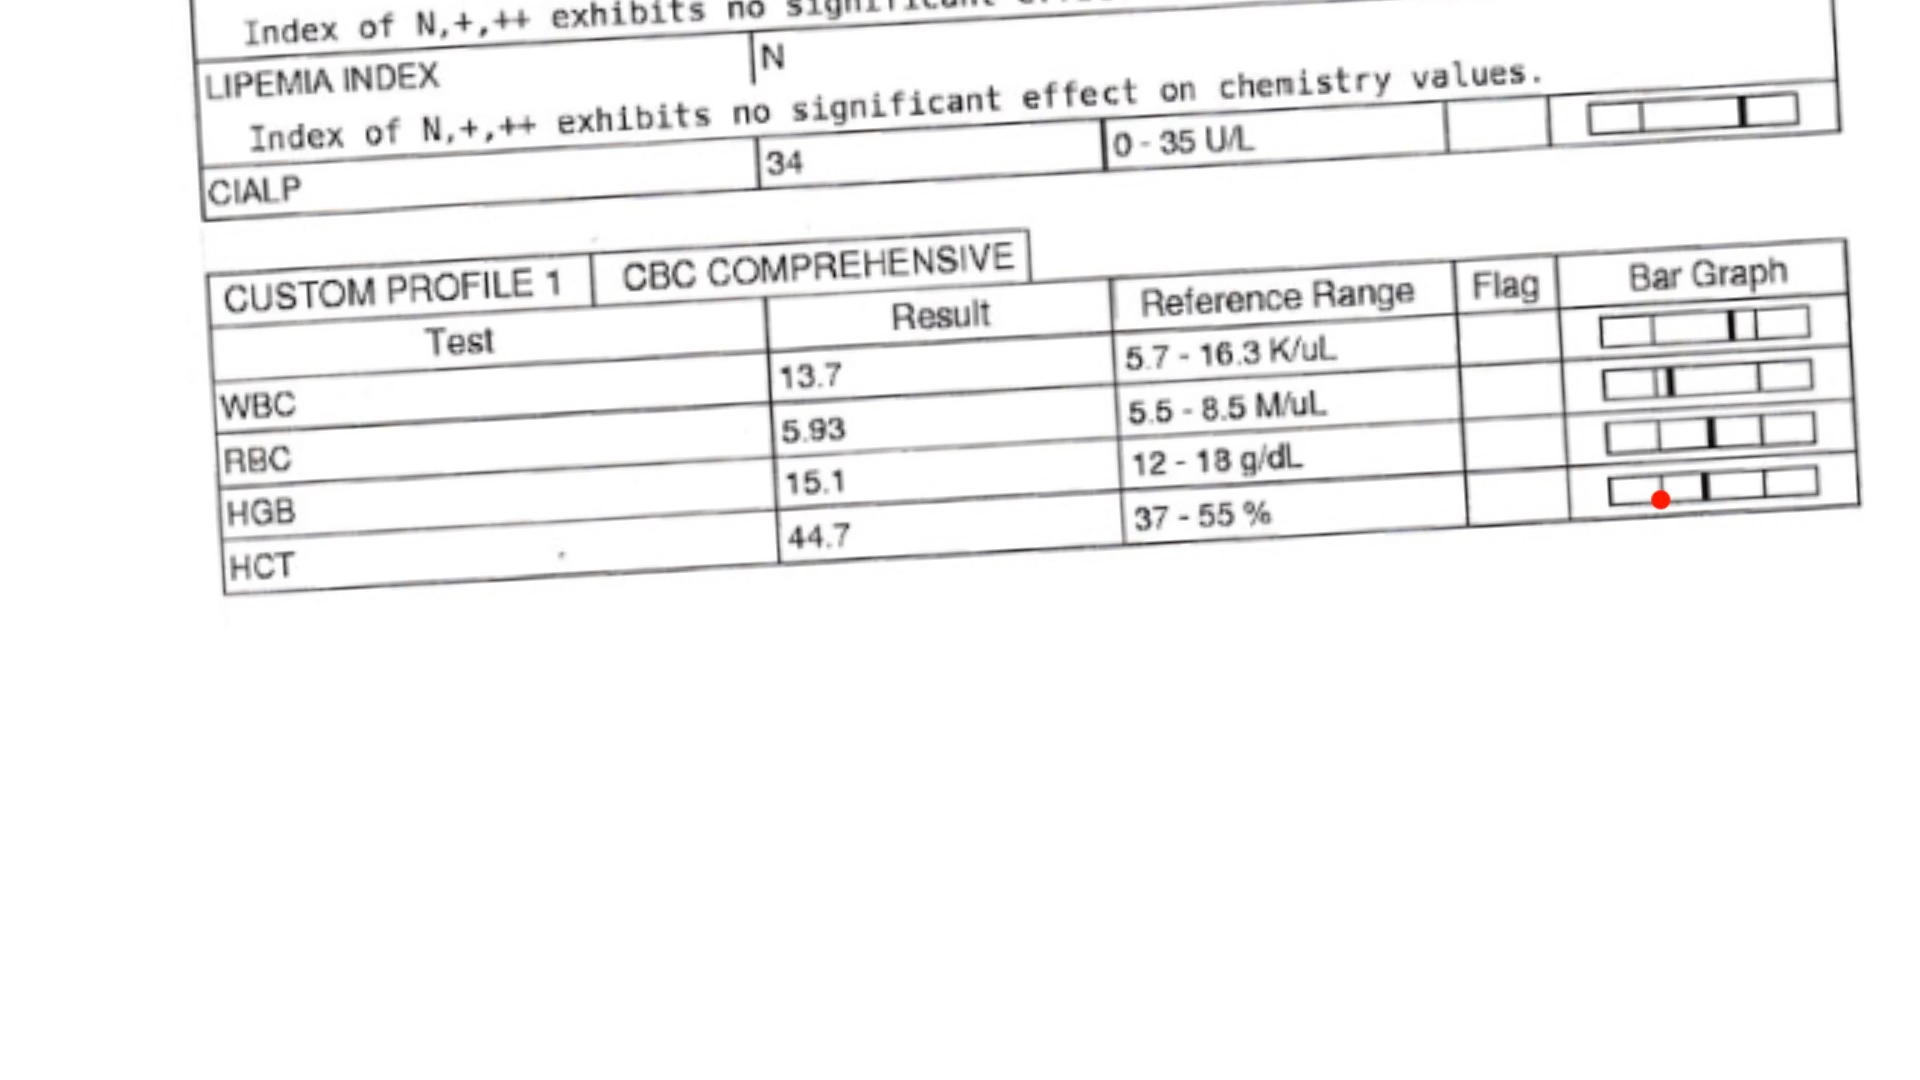 Index of N,+,++ exhibits no significant
LIPEMIA INDEX N
Index of N,+,++ exhibits no significant effect on chemistry values.
CIALP 34 0 - 35 U/L
CUSTOM PROFILE 1 CBC COMPREHENSIVE
Test Result Reference Range Flag Bar Graph
WBC 13.7 5.7 - 16.3 K/uL
RBC 5.93 5.5 - 8.5 M/uL
HGB 15.1 12 - 18 g/dL
HCT 44.7 37 - 55 %